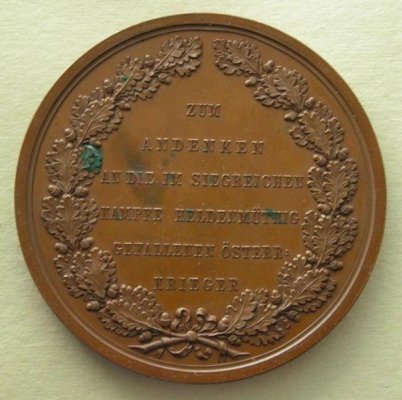 ZUM
ANDENKEN
AN DIE IM SIEGREICHEN
KAMPFE HELDENMÜTHIG
GEFALLENEN ÖSTERR:
KRIEGER